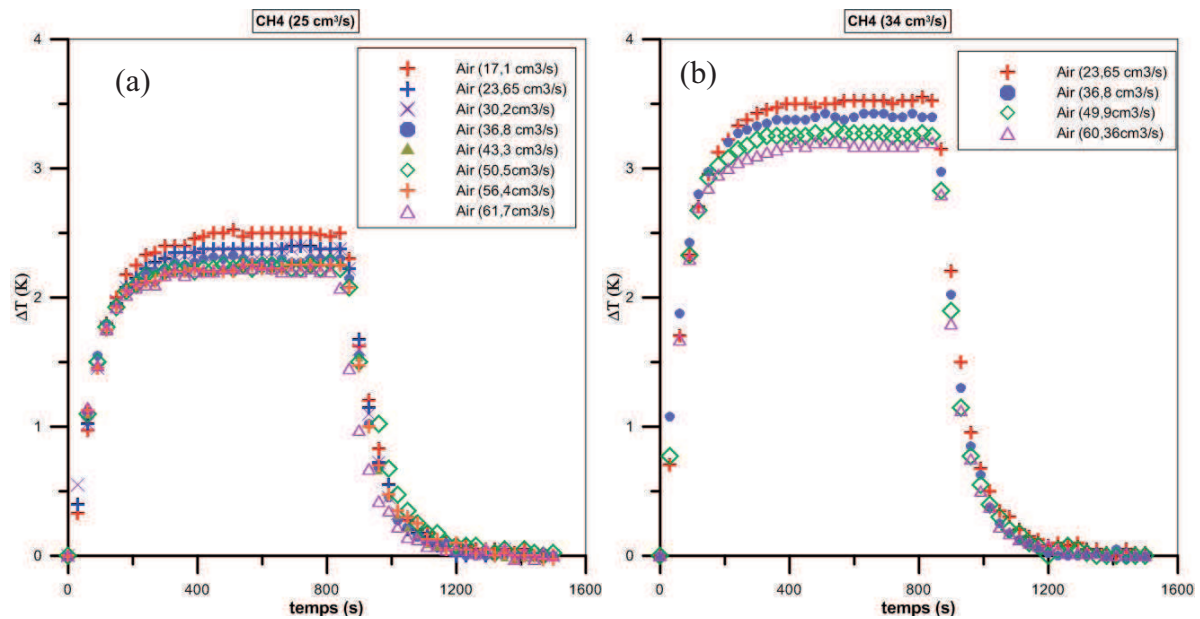 CH4 (25 cm³/s)
(a)
Air (17,1 cm3/s)
Air (23,65 cm3/s)
Air (30,2cm3/s)
Air (36,8 cm3/s)
Air (43,3 cm3/s)
Air (50,5cm3/s)
Air (56,4cm3/s)
Air (61,7cm3/s)
4
3
2
1
0
ΔT (K)
0
400
800
1200
1600
temps (s)
CH4 (34 cm³/s)
(b)
Air (23,65 cm3/s)
Air (36,8 cm3/s)
Air (49,9cm3/s)
Air (60,36cm3/s)
4
3
2
1
0
ΔT (K)
0
400
800
1200
1600
temps (s)